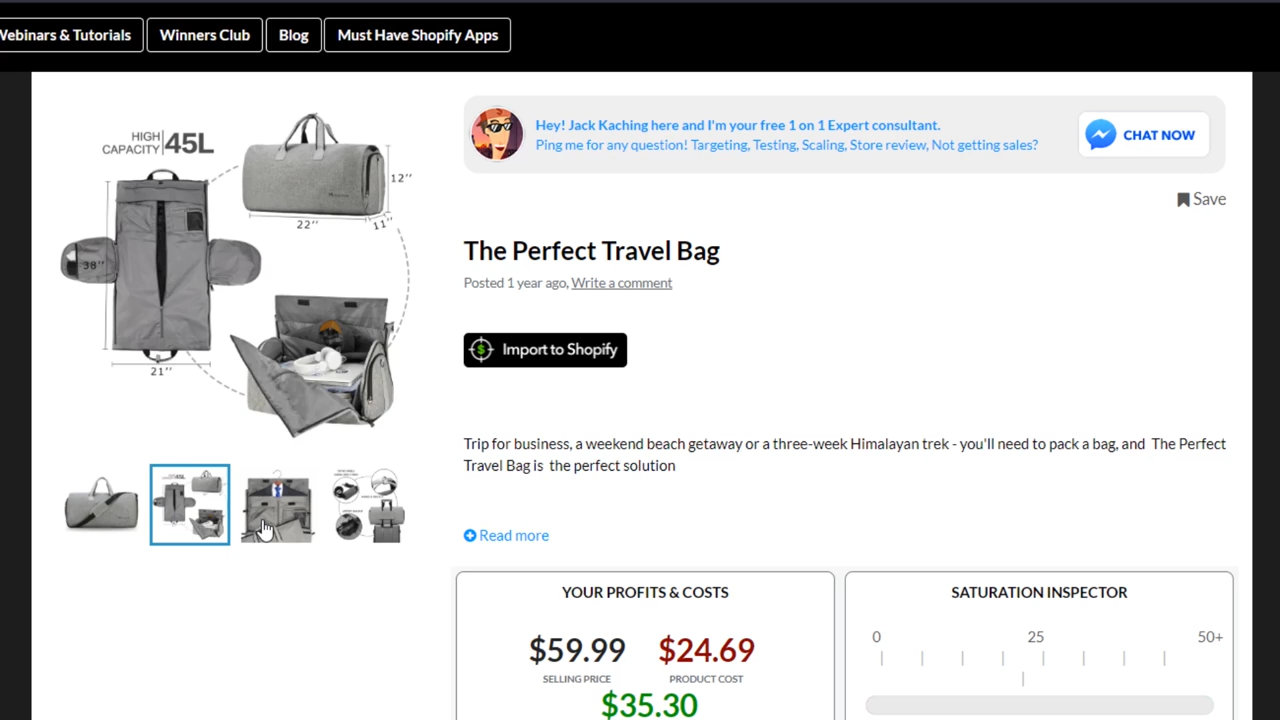 Webinars & Tutorials
Winners Club
Blog
Must Have Shopify Apps
HIGH CAPACITY 45L
12’’
22’’
11’’
38’’
21’’
Hey! Jack Kaching here and I'm your free 1 on 1 Expert consultant.
Ping me for any question! Targeting, Testing, Scaling, Store review, Not getting sales?
CHAT NOW
Save
The Perfect Travel Bag
Posted 1 year ago, Write a comment
Import to Shopify
Trip for business, a weekend beach getaway or a three-week Himalayan trek - you'll need to pack a bag, and The Perfect
Travel Bag is the perfect solution
Read more
YOUR PROFITS & COSTS
$59.99 $24.69
SELLING PRICE PRODUCT COST
$35.30
SATURATION INSPECTOR
0 25 50+